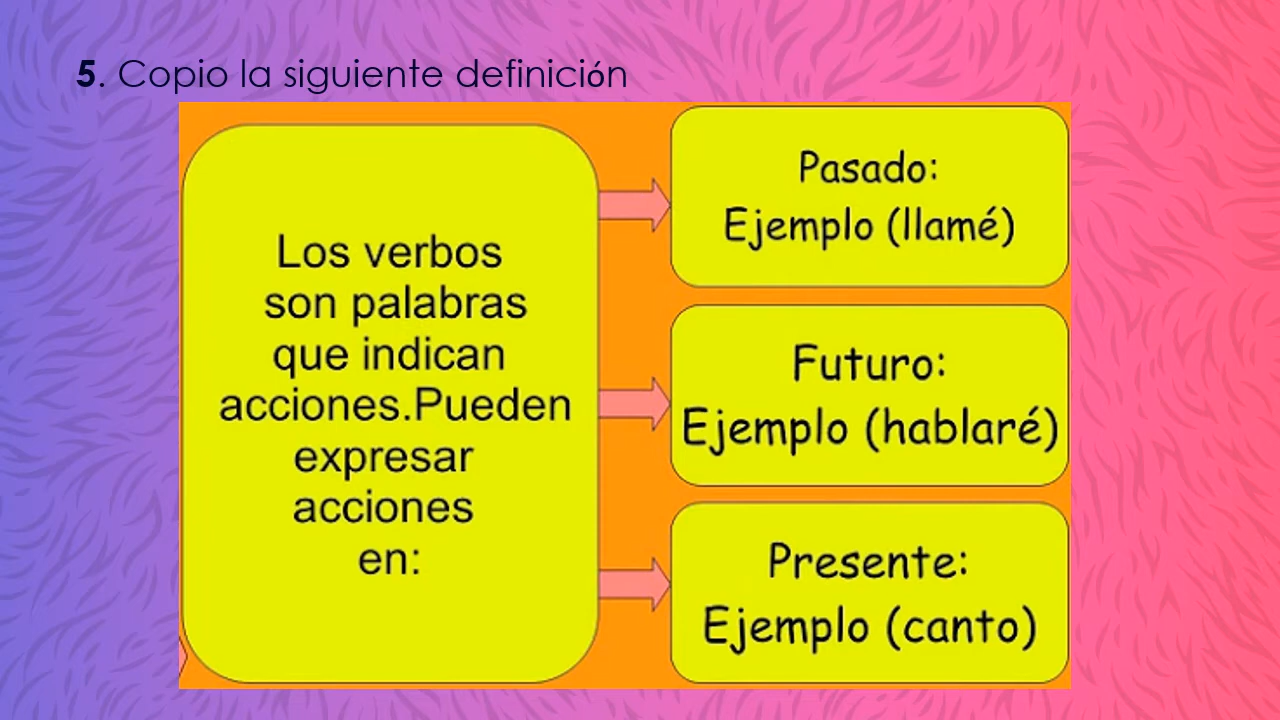 5. Copio la siguiente definición
Los verbos
son palabras
que indican
acciones.Pueden
expresar
acciones
en:
Pasado:
Ejemplo (llamé)
Futuro:
Ejemplo (hablaré)
Presente:
Ejemplo (canto)